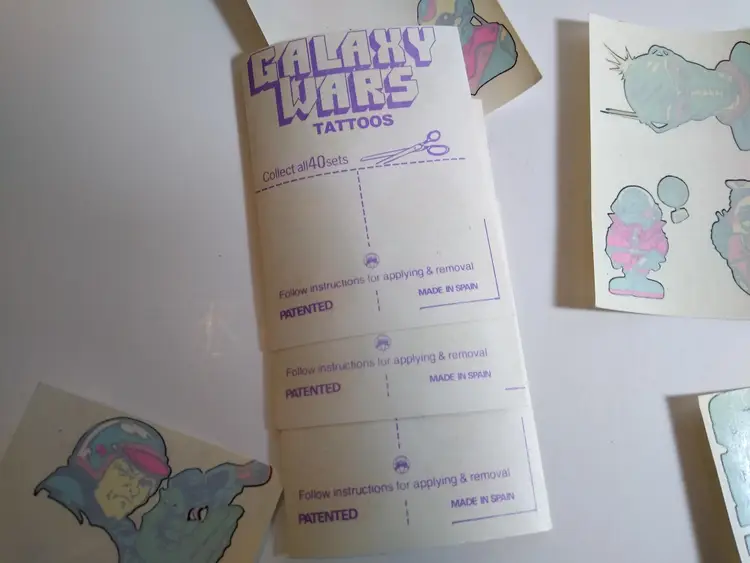 GALAXY
WARS
TATTOOS
Collect all 40 sets
Follow instructions for applying & removal
PATENTED
MADE IN SPAIN
Follow instructions for applying & removal
PATENTED
MADE IN SPAIN
Follow instructions for applying & removal
PATENTED
MADE IN SPAIN